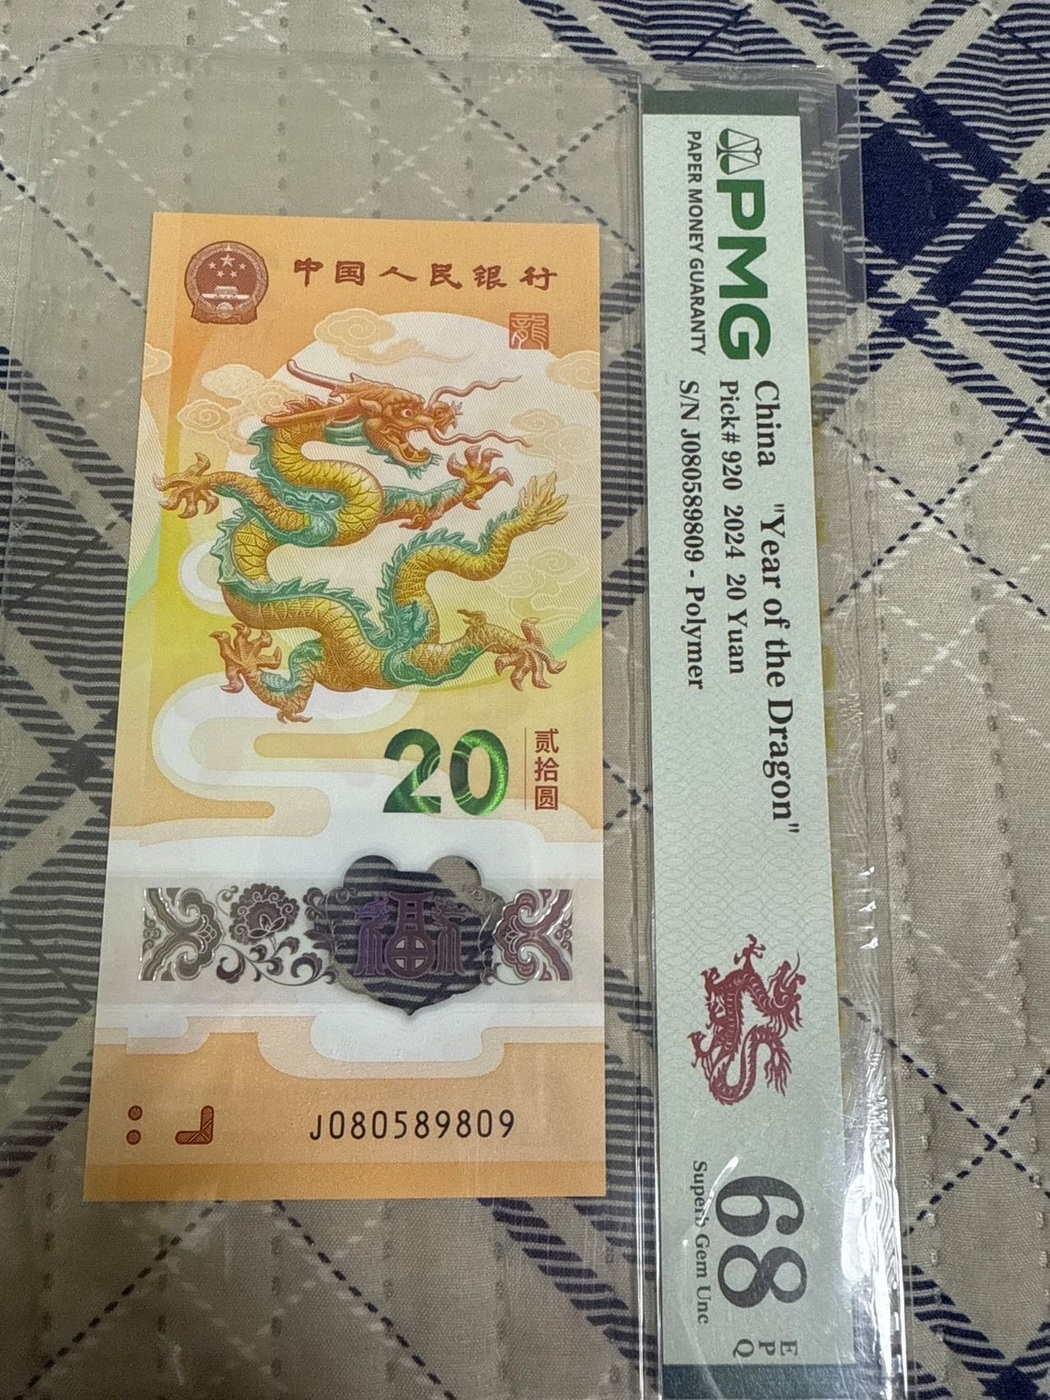 中国人民银行
龍
20
贰拾圆
福
J080589809
PMG
PAPER MONEY GUARANTY
China "Year of the Dragon"
Pick# 920 2024 20 Yuan
S/N J080589809 - Polymer
68
Superb Gem Unc
E
P
Q